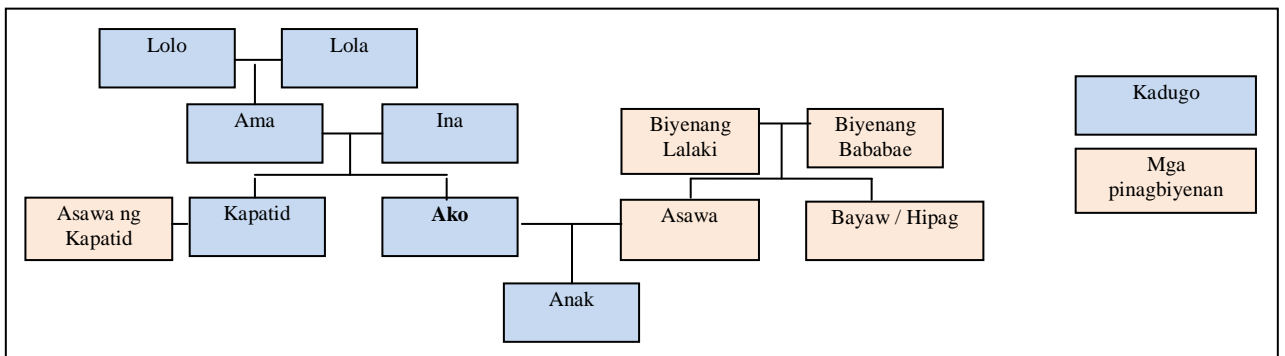 Lolo
Lola
Kadugo
Ama
Ina
Biyenang
Lalaki
Biyenang
Bababae
Mga
pinagbiyenan
Asawa ng
Kapatid
Kapatid
Ako
Asawa
Bayaw / Hipag
Anak